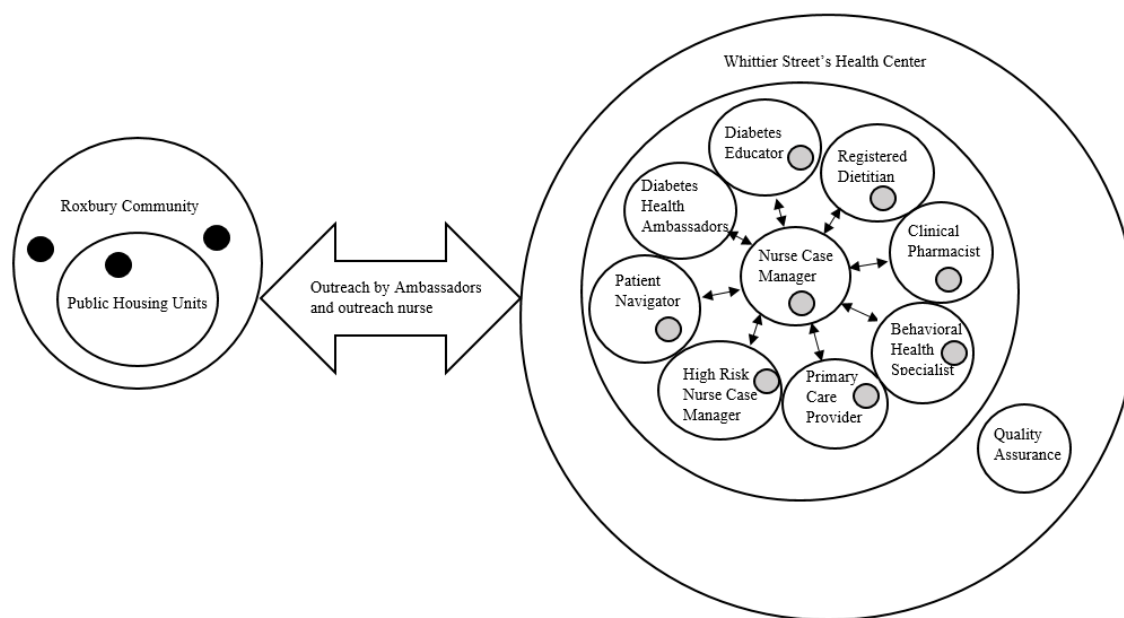 Whittier Street's Health Center
Diabetes
Educator
Registered
Dietitian
Diabetes
Health
Ambassadors
Clinical
Pharmacist
Nurse Case
Manager
Patient
Navigator
Behavioral
Health
Specialist
High Risk
Nurse Case
Manager
Primary
Care
Provider
Quality
Assurance
Roxbury Community
Public Housing Units
Outreach by Ambassadors
and outreach nurse